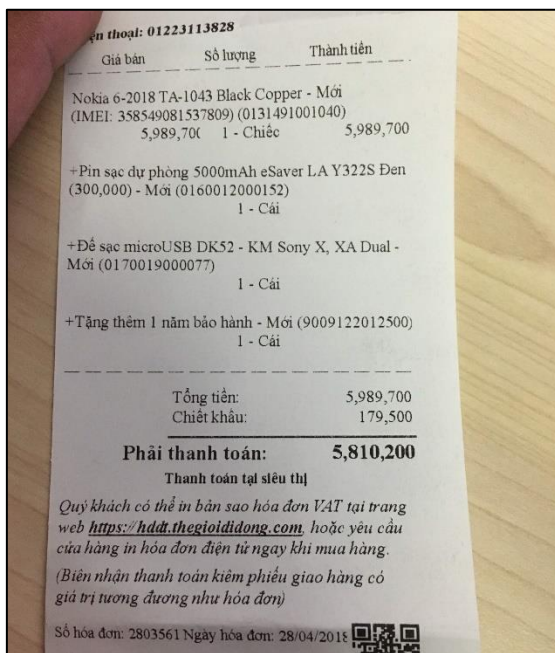 thoại: 01223113828
Giá bán Số lượng Thành tiền
Nokia 6-2018 TA-1043 Black Copper - Mới
(IMEI: 358549081537809) (0131491001040)
5,989,70( 1 - Chiếc 5,989,700
+Pin sạc dự phòng 5000mAh eSaver LA Y322S Đen
(300,000) - Mới (0160012000152)
1 - Cái
+Đế sạc microUSB DK52 - KM Sony X, XA Dual -
Mới (0170019000077)
1 - Cái
+Tặng thêm 1 năm bảo hành - Mới (9009122012500)
1 - Cái
Tổng tiền: 5,989,700
Chiết khấu: 179,500
Phải thanh toán: 5,810,200
Thanh toán tại siêu thị
Quý khách có thể in bản sao hóa đơn VAT tại trang
web https://hddt.thegioididong.com, hoặc yêu cầu
cửa hàng in hóa đơn điện tử ngay khi mua hàng.
(Biên nhận thanh toán kiêm phiếu giao hàng có
giá trị tương đương như hóa đơn)
Số hóa đơn: 2803561 Ngày hóa đơn: 28/04/2018